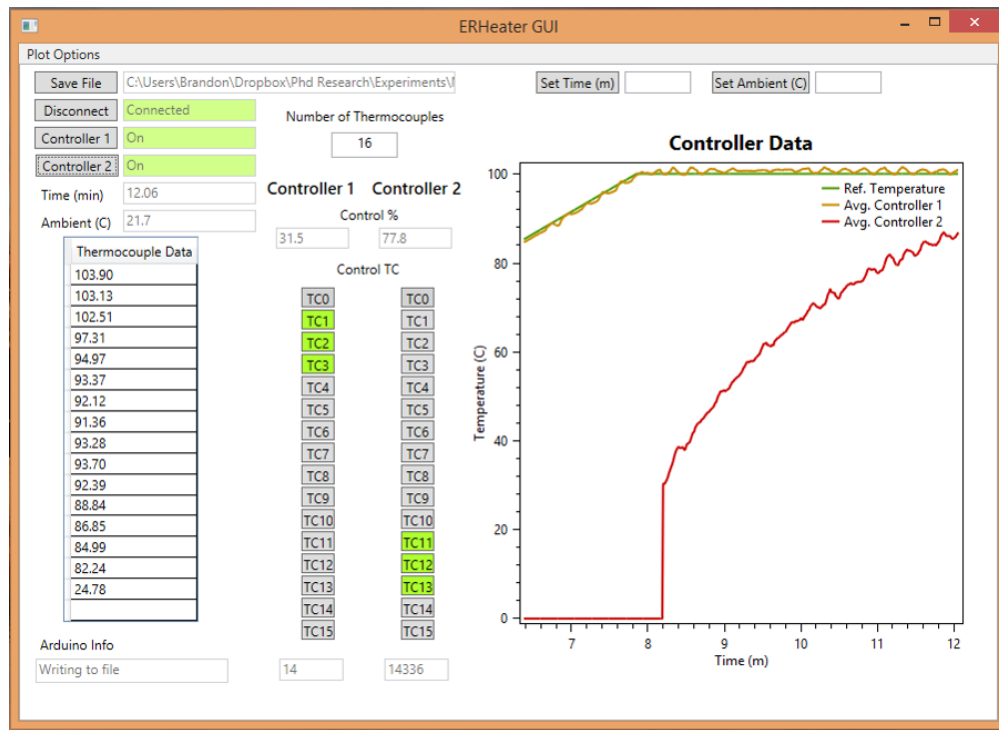 ERHeater GUI
Plot Options
Save File C:\Users\Brandon\Dropbox\Phd Research\Experiments\ Set Time (m) Set Ambient (C)
Disconnect Connected
Number of Thermocouples
Controller 1 On
16
Controller 2 On
Time (min) 12.06
Ambient (C) 21.7
Controller 1 Controller 2
Control %
31.5 77.8
Control TC
Thermocouple Data
103.90
103.13
102.51
97.31
94.97
93.37
92.12
91.36
93.28
93.70
92.39
88.84
86.85
84.99
82.24
24.78
TC0 TC0
TC1 TC1
TC2 TC2
TC3 TC3
TC4 TC4
TC5 TC5
TC6 TC6
TC7 TC7
TC8 TC8
TC9 TC9
TC10 TC10
TC11 TC11
TC12 TC12
TC13 TC13
TC14 TC14
TC15 TC15
Arduino Info
Writing to file
14 14336
Controller Data
Ref. Temperature
Avg. Controller 1
Avg. Controller 2
Temperature (C)
100
80
60
40
20
0
7 8 9 10 11 12
Time (m)